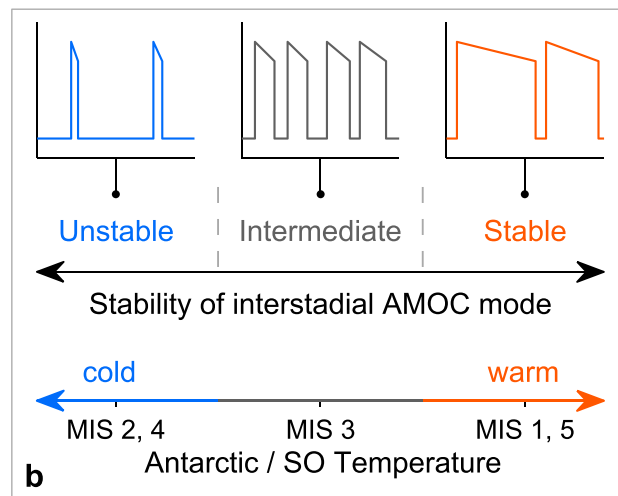 Unstable Intermediate Stable
Stability of interstadial AMOC mode
cold warm
MIS 2, 4 MIS 3 MIS 1, 5
Antarctic / SO Temperature
b